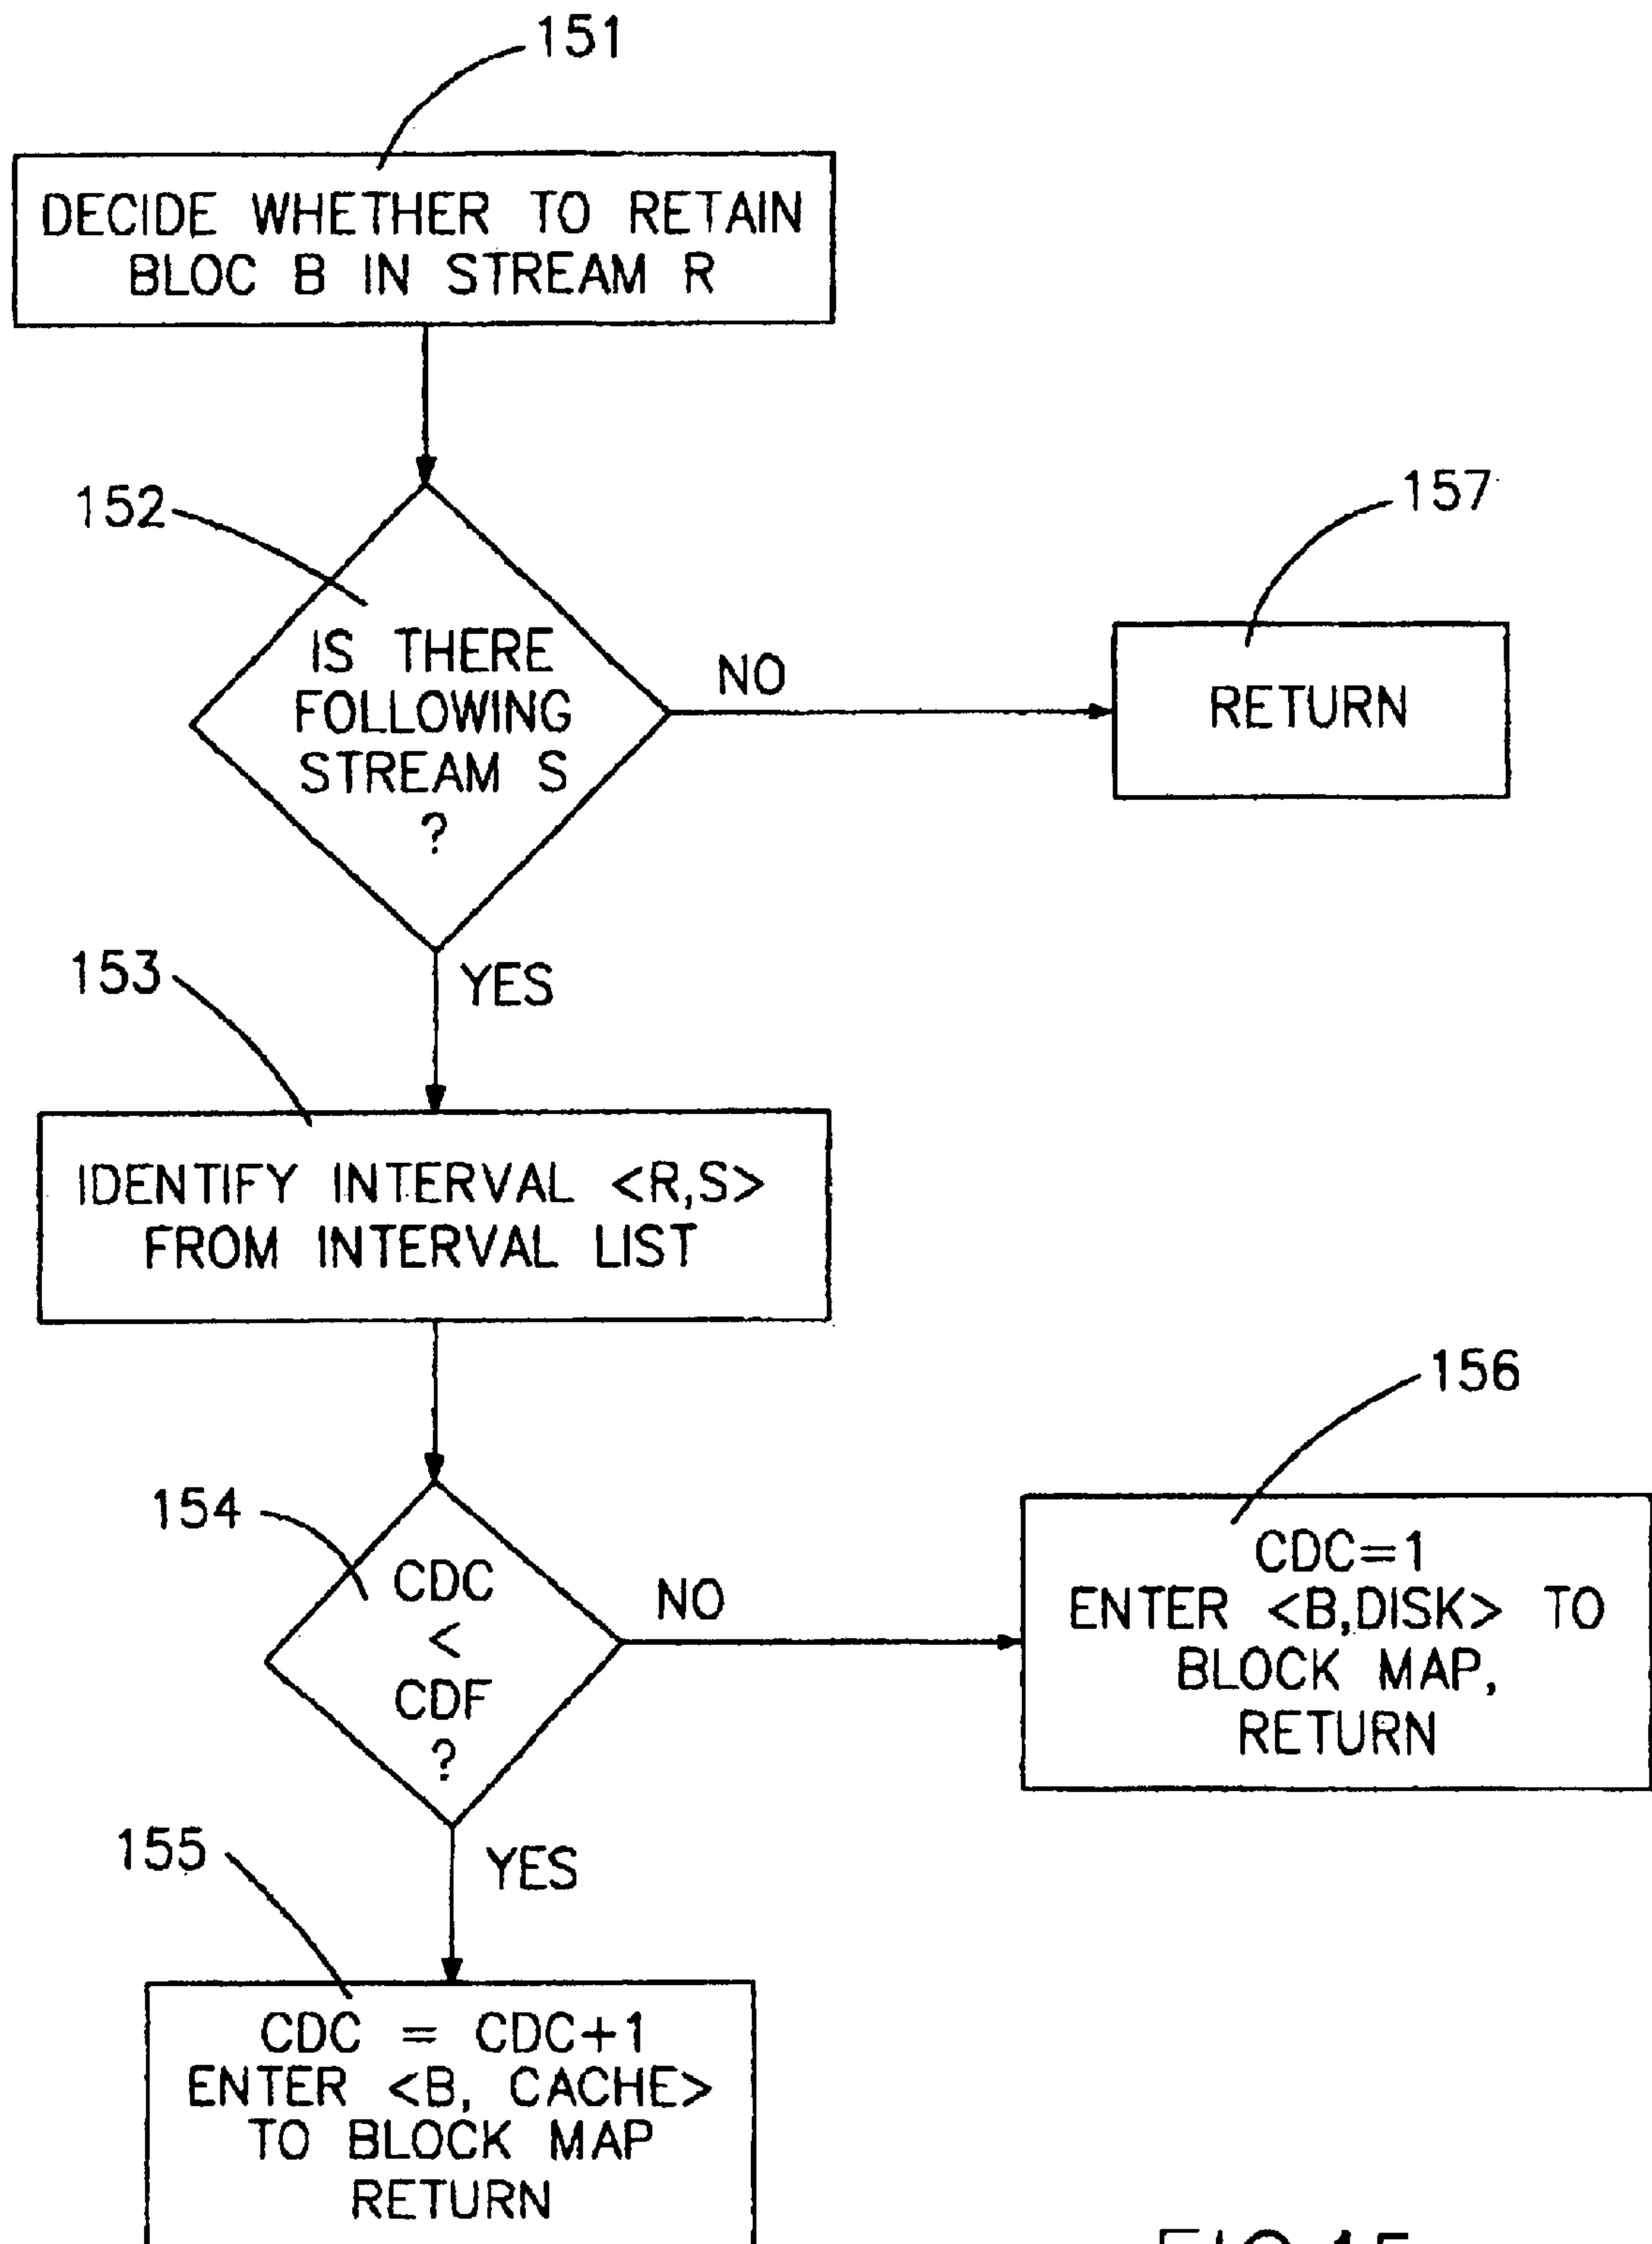 151
DECIDE WHETHER TO RETAIN
BLOC B IN STREAM R
152
IS THERE
FOLLOWING
STREAM S
?
NO
157
RETURN
YES
153
IDENTIFY INTERVAL <R,S>
FROM INTERVAL LIST
154
CDC
<
CDF
?
NO
156
CDC=1
ENTER <B,DISK> TO
BLOCK MAP,
RETURN
YES
155
CDC = CDC+1
ENTER <B, CACHE>
TO BLOCK MAP
RETURN